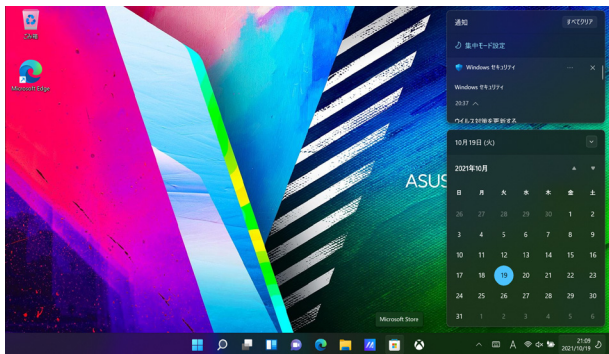 ごみ箱
Microsoft Edge
ASUS
通知
すべてクリア
集中モード設定
Windows セキュリティ
Windows セキュリティ
20:37
ウイルス対策を更新する
10月19日 (火)
2021年10月
日 月 火 水 木 金 土
26 27 28 29 30 1 2
3 4 5 6 7 8 9
10 11 12 13 14 15 16
17 18 19 20 21 22 23
24 25 26 27 28 29 30
31 1 2 3 4 5 6
Microsoft Store
A
21:09
2021/10/19